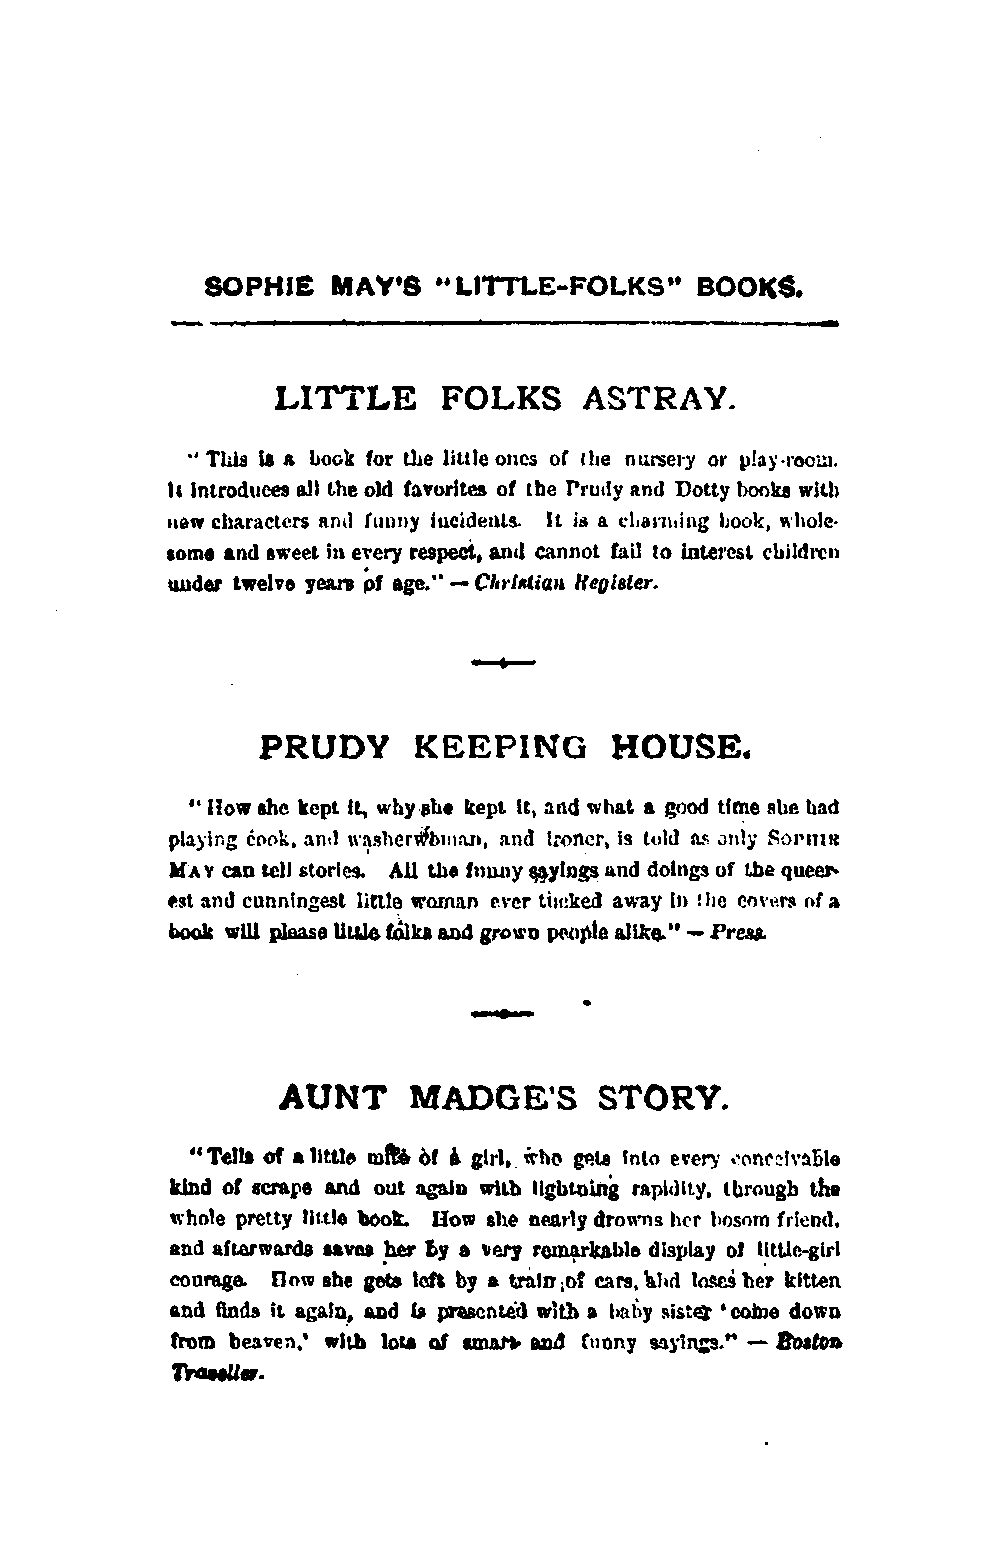 SOPHIE MAY'S "LITTLE-FOLKS" BOOKS.
LITTLE FOLKS ASTRAY.
"This is a book for the little ones of the nursery or play-room.
It introduces all the old favorites of the Prudy and Dotty books with
new characters and funny incidents. It is a charming book, whole-
some and sweet in every respect, and cannot fail to interest children
under twelve years of age." — Christian Register.
PRUDY KEEPING HOUSE.
"How she kept it, why she kept it, and what a good time she had
playing cook, and washerwoman, and ironer, is told as only SOPHIE
MAY can tell stories. All the funny sayings and doings of the queer-
est and cunningest little woman ever tucked away in the covers of a
book will please little folks and grown people alike." — Press.
AUNT MADGE'S STORY.
"Tells of a little mite of a girl, who gets into every conceivable
kind of scrape and out again with lightning rapidity, through the
whole pretty little book. How she nearly drowns her bosom friend,
and afterwards saves her by a very remarkable display of little-girl
courage. How she gets left by a train of cars, and loses her kitten
and finds it again, and is presented with a baby sister 'come down
from heaven,' with lots of smart and funny sayings." — Boston
Traveller.